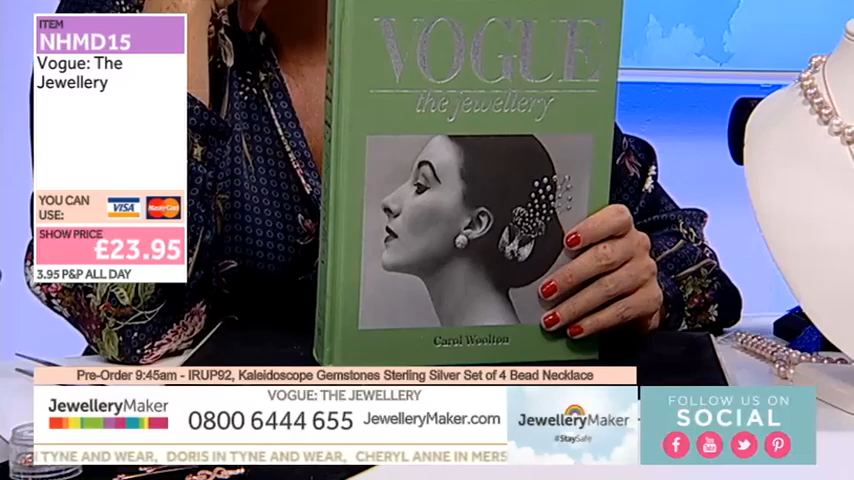 ITEM
NHMD15
Vogue: The
Jewellery
YOU CAN
USE:
VISA
MasterCard
SHOW PRICE
£23.95
3.95 P&P ALL DAY
VOGUE
the jewellery
Carol Woolton
Pre-Order 9:45am - IRUP92, Kaleidoscope Gemstones Sterling Silver Set of 4 Bead Necklace
VOGUE: THE JEWELLERY
JewelleryMaker
0800 6444 655
JewelleryMaker.com
JewelleryMaker
#StaySafe
FOLLOW US ON
SOCIAL
TYNE AND WEAR, DORIS IN TYNE AND WEAR, CHERYL ANNE IN MERS